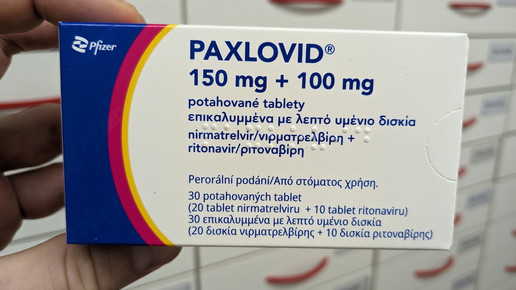 Pfizer
PAXLOVID®
150 mg + 100 mg
potahované tablety
επικαλυμμένα με λεπτό υμένιο δισκία
nirmatrelvir/νιρματρελβίρη +
ritonavir/ριτοναβίρη
Perorální podání/Από στόματος χρήση.
30 potahovaných tablet
(20 tablet nirmatrelviru + 10 tablet ritonaviru)
30 επικαλυμμένα με λεπτό υμένιο δισκία
(20 δισκία νιρματρελβίρης + 10 δισκία ριτοναβίρης)